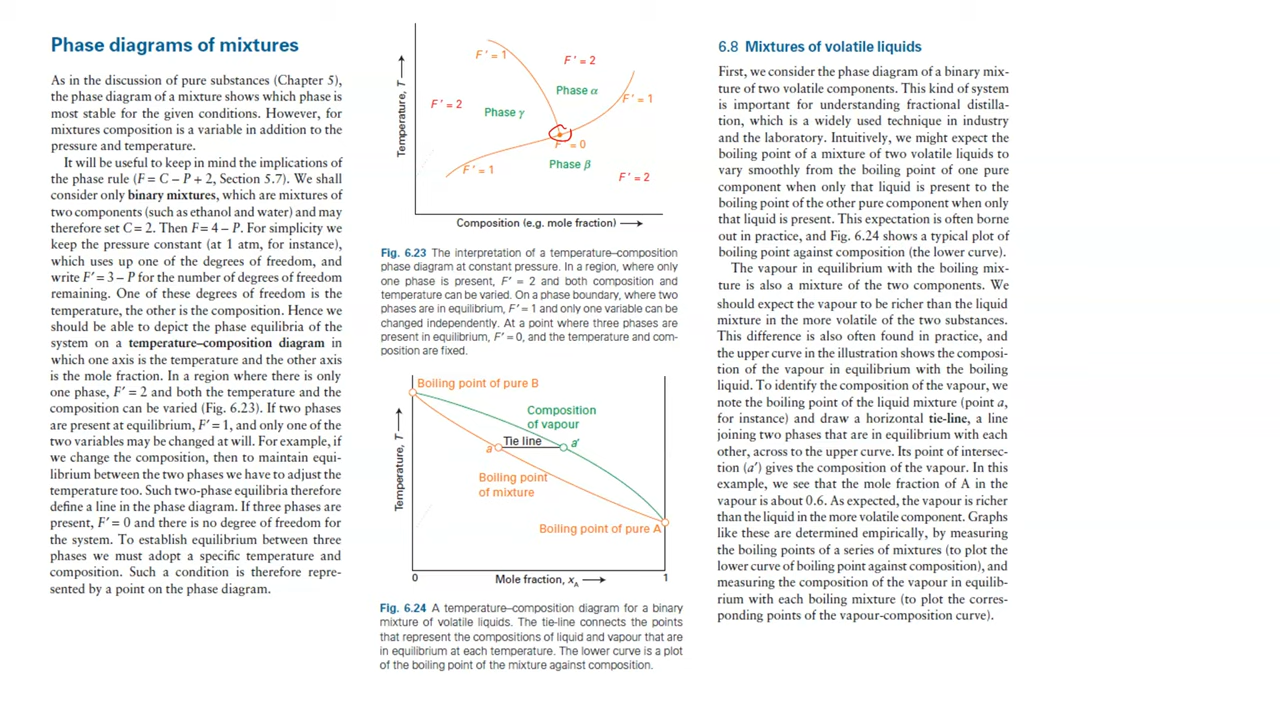 Phase diagrams of mixtures
As in the discussion of pure substances (Chapter 5),
the phase diagram of a mixture shows which phase is
most stable for the given conditions. However, for
mixtures composition is a variable in addition to the
pressure and temperature.
It will be useful to keep in mind the implications of
the phase rule (F = C – P + 2, Section 5.7). We shall
consider only binary mixtures, which are mixtures of
two components (such as ethanol and water) and may
therefore set C = 2. Then F = 4 – P. For simplicity we
keep the pressure constant (at 1 atm, for instance),
which uses up one of the degrees of freedom, and
write F′ = 3 – P for the number of degrees of freedom
remaining. One of these degrees of freedom is the
temperature, the other is the composition. Hence we
should be able to depict the phase equilibria of the
system on a temperature–composition diagram in
which one axis is the temperature and the other axis
is the mole fraction. In a region where there is only
one phase, F′ = 2 and both the temperature and the
composition can be varied (Fig. 6.23). If two phases
are present at equilibrium, F′ = 1, and only one of the
two variables may be changed at will. For example, if
we change the composition, then to maintain equi-
librium between the two phases we have to adjust the
temperature too. Such two-phase equilibria therefore
define a line in the phase diagram. If three phases are
present, F′ = 0 and there is no degree of freedom for
the system. To establish equilibrium between three
phases we must adopt a specific temperature and
composition. Such a condition is therefore repre-
sented by a point on the phase diagram.
Temperature, T
F′ = 1
F′ = 2
Phase α
F′ = 1
F′ = 2
Phase γ
F′ = 0
Phase β
F′ = 1
F′ = 2
Composition (e.g. mole fraction)
Fig. 6.23 The interpretation of a temperature–composition
phase diagram at constant pressure. In a region, where only
one phase is present, F′ = 2 and both composition and
temperature can be varied. On a phase boundary, where two
phases are in equilibrium, F′ = 1 and only one variable can be
changed independently. At a point where three phases are
present in equilibrium, F′ = 0, and the temperature and com-
position are fixed.
Boiling point of pure B
Composition
of vapour
Temperature, T
a
Tie line
a′
Boiling point
of mixture
Boiling point of pure A
0
Mole fraction, xA
1
Fig. 6.24 A temperature–composition diagram for a binary
mixture of volatile liquids. The tie-line connects the points
that represent the compositions of liquid and vapour that are
in equilibrium at each temperature. The lower curve is a plot
of the boiling point of the mixture against composition.
6.8 Mixtures of volatile liquids
First, we consider the phase diagram of a binary mix-
ture of two volatile components. This kind of system
is important for understanding fractional distilla-
tion, which is a widely used technique in industry
and the laboratory. Intuitively, we might expect the
boiling point of a mixture of two volatile liquids to
vary smoothly from the boiling point of one pure
component when only that liquid is present to the
boiling point of the other pure component when only
that liquid is present. This expectation is often borne
out in practice, and Fig. 6.24 shows a typical plot of
boiling point against composition (the lower curve).
The vapour in equilibrium with the boiling mix-
ture is also a mixture of the two components. We
should expect the vapour to be richer than the liquid
mixture in the more volatile of the two substances.
This difference is also often found in practice, and
the upper curve in the illustration shows the composi-
tion of the vapour in equilibrium with the boiling
liquid. To identify the composition of the vapour, we
note the boiling point of the liquid mixture (point a,
for instance) and draw a horizontal tie-line, a line
joining two phases that are in equilibrium with each
other, across to the upper curve. Its point of intersec-
tion (a′) gives the composition of the vapour. In this
example, we see that the mole fraction of A in the
vapour is about 0.6. As expected, the vapour is richer
than the liquid in the more volatile component. Graphs
like these are determined empirically, by measuring
the boiling points of a series of mixtures (to plot the
lower curve of boiling point against composition), and
measuring the composition of the vapour in equilib-
rium with each boiling mixture (to plot the corres-
ponding points of the vapour-composition curve).